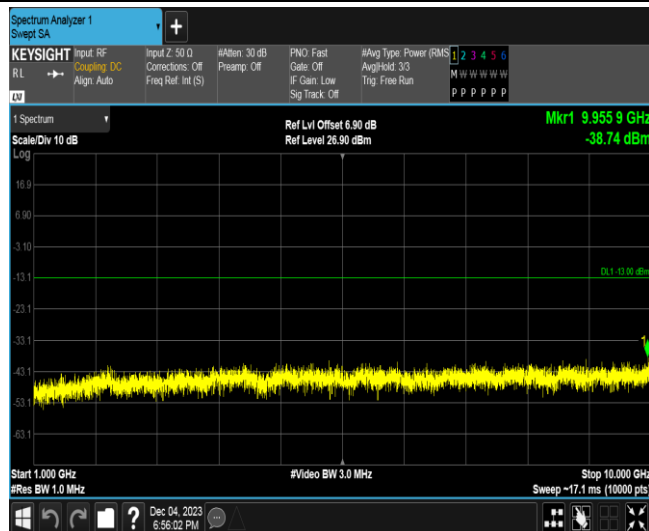 Spectrum Analyzer 1
Swept SA
+
KEYSIGHT
RL
Input: RF
Coupling: DC
Align: Auto
Input Z: 50 Ω
Corrections: Off
Freq Ref: Int (S)
#Atten: 30 dB
Preamp: Off
PNO: Fast
Gate: Off
IF Gain: Low
Sig Track: Off
#Avg Type: Power (RMS
Avg|Hold: 3/3
Trig: Free Run
1 2 3 4 5 6
M W W W W W
P P P P P P
1 Spectrum
Scale/Div 10 dB
Log
Ref Lvl Offset 6.90 dB
Ref Level 26.90 dBm
Mkr1 9.955 9 GHz
-38.74 dBm
16.9
6.90
-3.10
-13.1
DL1 -13.00 dBm
-23.1
-33.1
1
-43.1
-53.1
-63.1
Start 1.000 GHz
#Res BW 1.0 MHz
#Video BW 3.0 MHz
Stop 10.000 GHz
Sweep ~17.1 ms (10000 pts)
?
Dec 04, 2023
6:56:02 PM